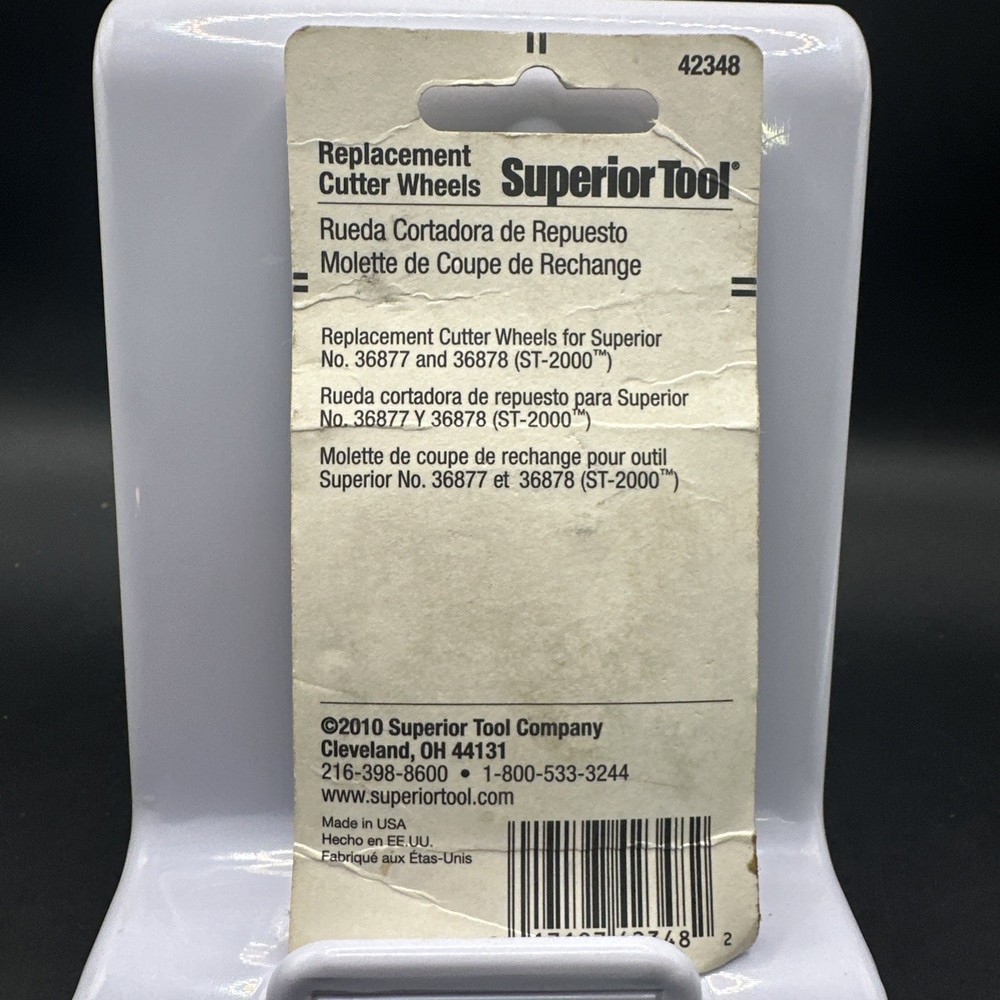 42348
Replacement
Cutter Wheels
Superior Tool®
Rueda Cortadora de Repuesto
Molette de Coupe de Rechange
Replacement Cutter Wheels for Superior
No. 36877 and 36878 (ST-2000™)
Rueda cortadora de repuesto para Superior
No. 36877 Y 36878 (ST-2000™)
Molette de coupe de rechange pour outil
Superior No. 36877 et 36878 (ST-2000™)
©2010 Superior Tool Company
Cleveland, OH 44131
216-398-8600 • 1-800-533-3244
www.superiortool.com
Made in USA
Hecho en EE.UU.
Fabriqué aux Étas-Unis
2